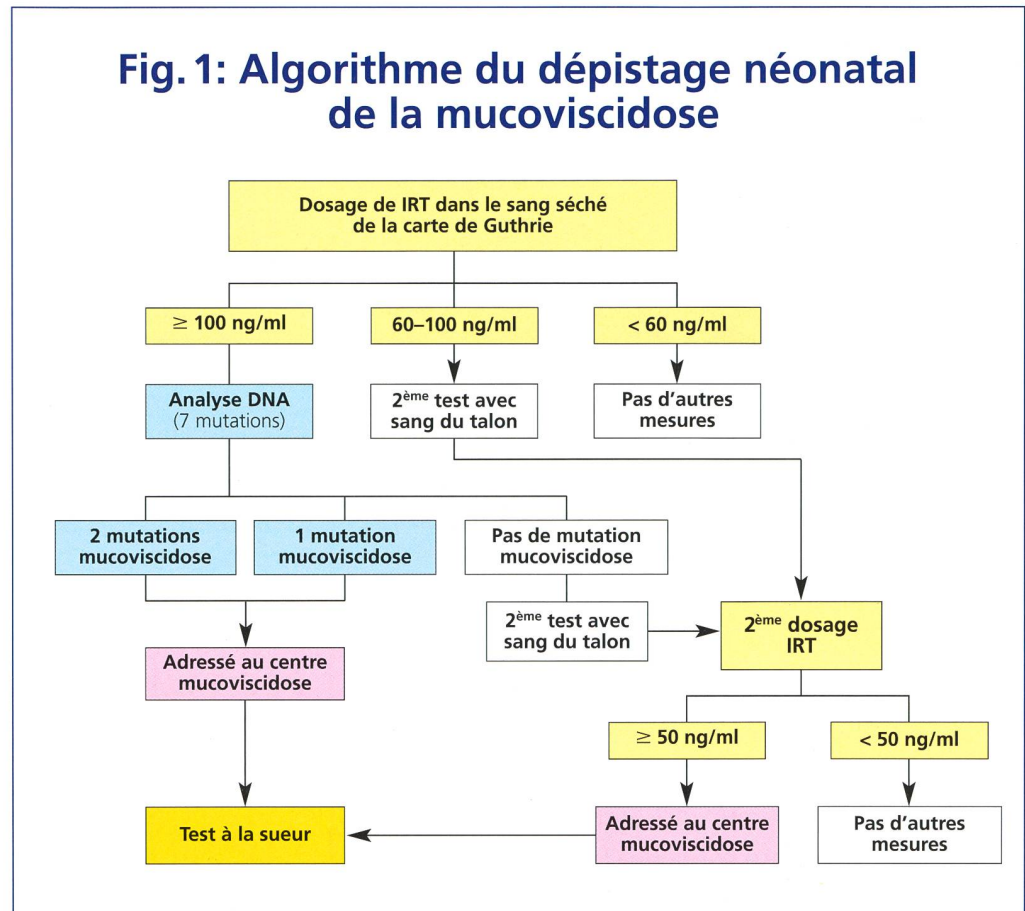 Fig. 1: Algorithme du dépistage néonatal
de la mucoviscidose
Dosage de IRT dans le sang séché
de la carte de Guthrie
≥ 100 ng/ml
60–100 ng/ml
< 60 ng/ml
Analyse DNA
(7 mutations)
2ème test avec
sang du talon
Pas d’autres
mesures
2 mutations
mucoviscidose
1 mutation
mucoviscidose
Pas de mutation
mucoviscidose
2ème test avec
sang du talon
2ème dosage
IRT
Adressé au centre
mucoviscidose
≥ 50 ng/ml
< 50 ng/ml
Test à la sueur
Adressé au centre
mucoviscidose
Pas d’autres
mesures